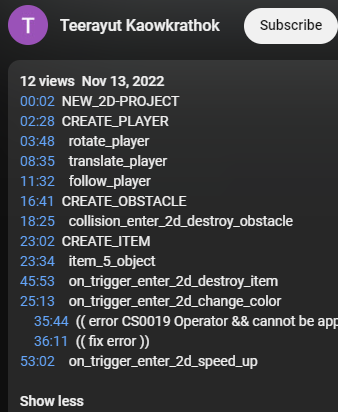 T
Teerayut Kaowkrathok
Subscribe
12 views Nov 13, 2022
00:02 NEW_2D-PROJECT
02:28 CREATE_PLAYER
03:48 rotate_player
08:35 translate_player
11:32 follow_player
16:41 CREATE_OBSTACLE
18:25 collision_enter_2d_destroy_obstacle
23:02 CREATE_ITEM
23:34 item_5_object
45:53 on_trigger_enter_2d_destroy_item
25:13 on_trigger_enter_2d_change_color
35:44 (( error CS0019 Operator && cannot be app
36:11 (( fix error ))
53:02 on_trigger_enter_2d_speed_up
Show less